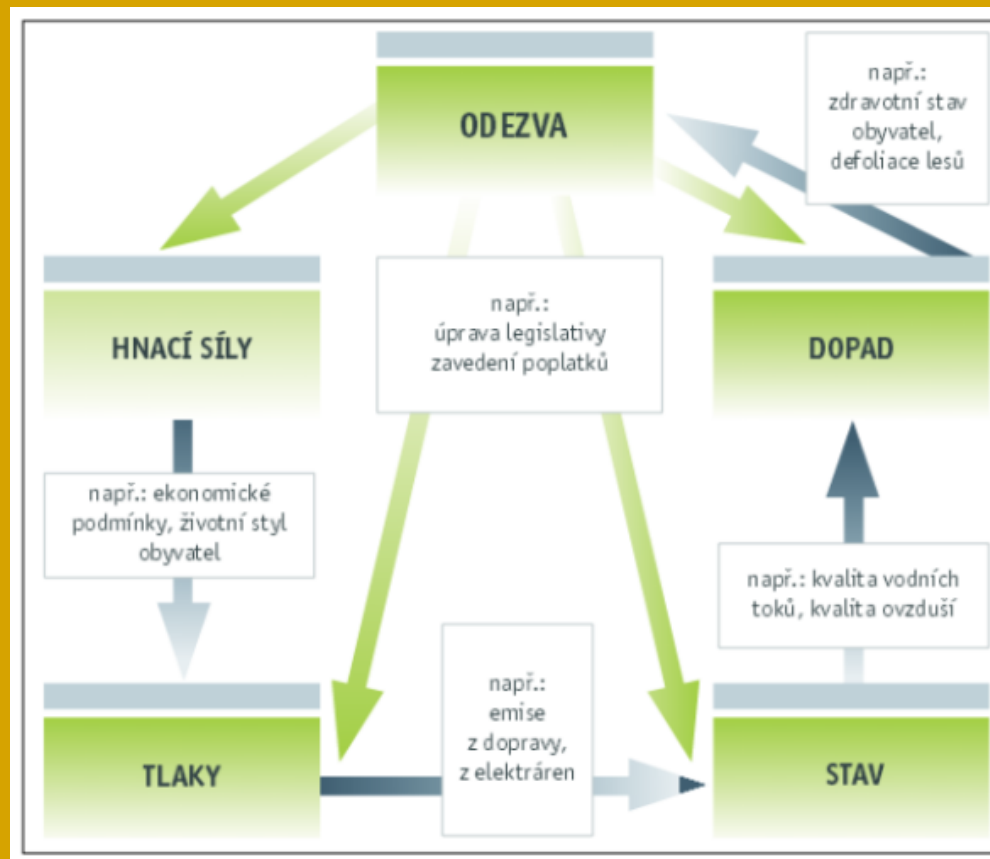 ODEZVA
např.:
zdravotní stav
obyvatel,
defoliace lesů
HNACÍ SÍLY
např.:
úprava legislativy
zavedení poplatků
DOPAD
např.: ekonomické
podmínky, životní styl
obyvatel
např.: kvalita vodních
toků, kvalita ovzduší
TLAKY
např.:
emise
z dopravy,
z elektráren
STAV